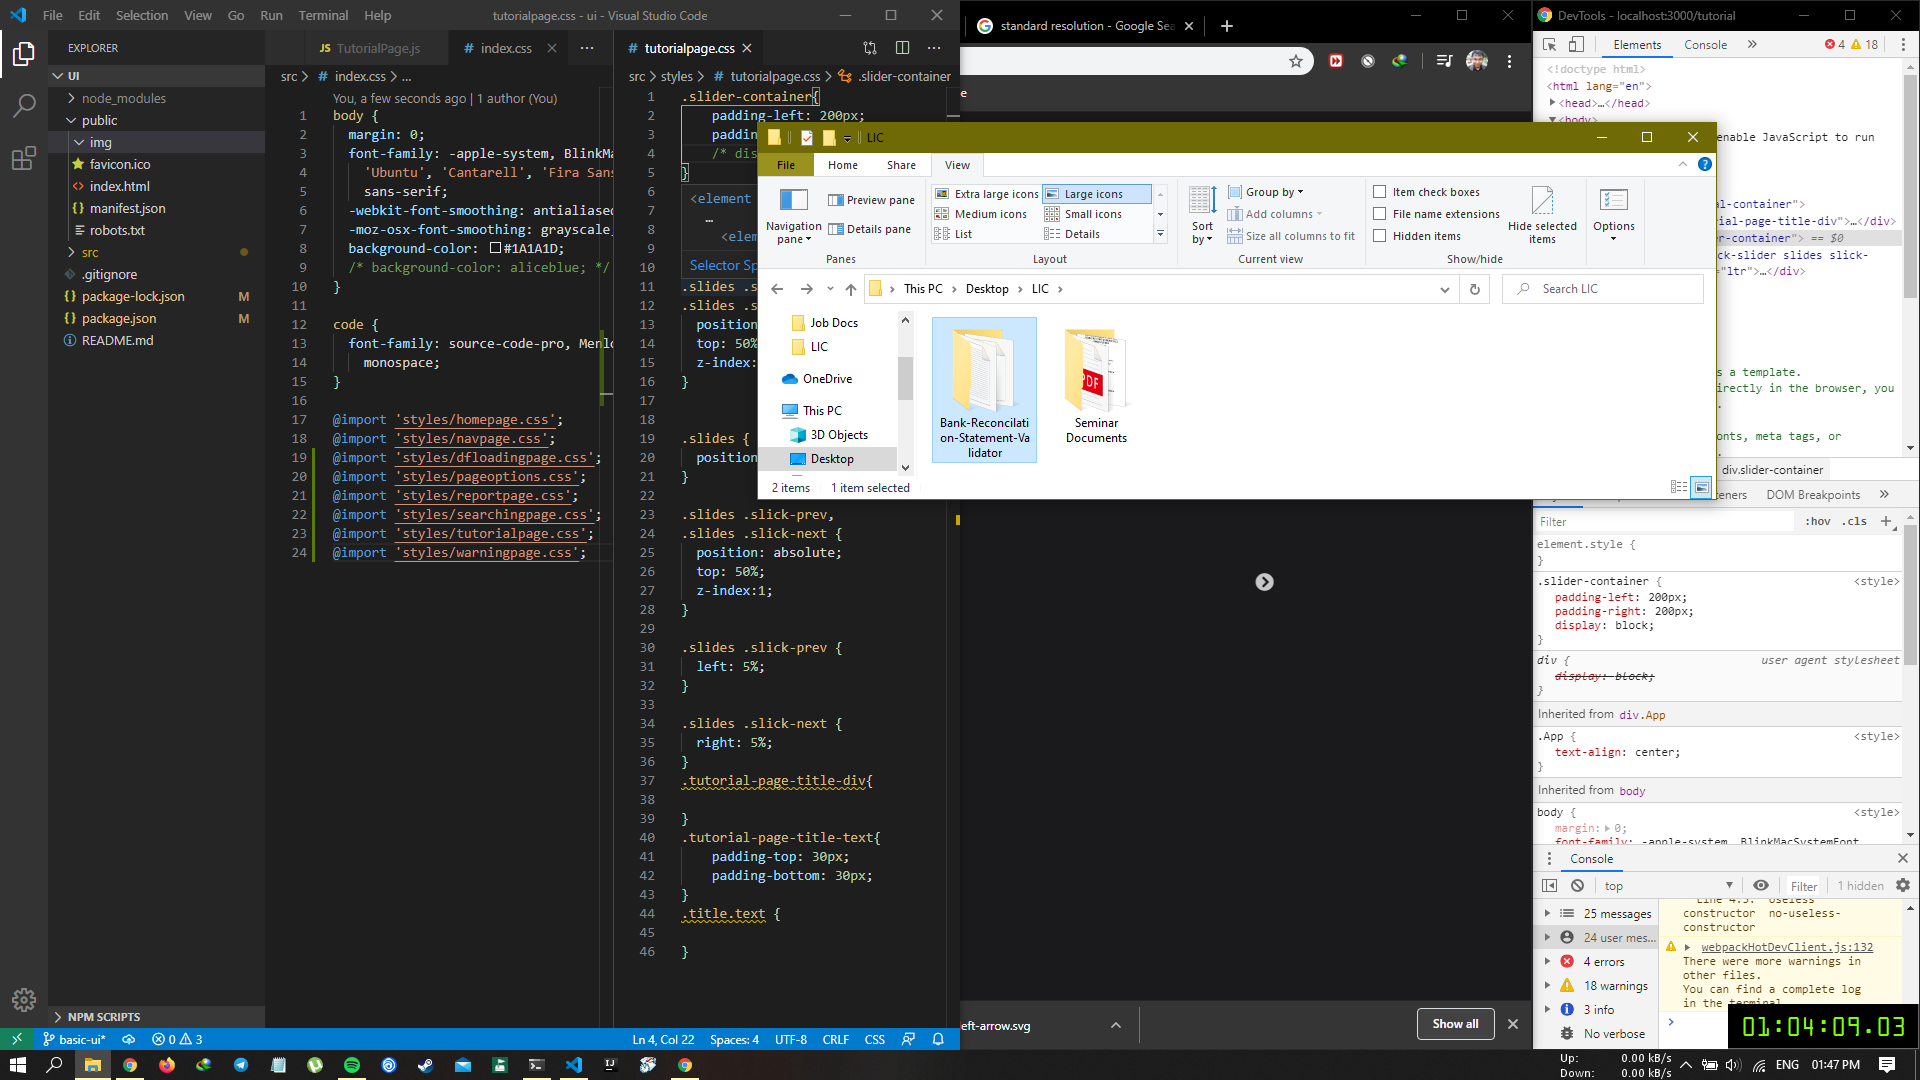 File Edit Selection View Go Run Terminal Help
tutorialpage.css - ui - Visual Studio Code
EXPLORER
UI
node_modules
public
img
favicon.ico
index.html
manifest.json
robots.txt
src
.gitignore
package-lock.json M
package.json M
README.md
NPM SCRIPTS
TutorialPage.js
index.css
src > # index.css > ...
You, a few seconds ago | 1 author (You)
1 body {
2 margin: 0;
3 font-family: -apple-system, BlinkMa
4 'Ubuntu', 'Cantarell', 'Fira Sans
5 sans-serif;
6 -webkit-font-smoothing: antialiased
7 -moz-osx-font-smoothing: grayscale
8 background-color: #1A1A1D;
9 /* background-color: aliceblue; */
10 }
11
12 code {
13 font-family: source-code-pro, Menlo
14 monospace;
15 }
16
17 @import 'styles/homepage.css';
18 @import 'styles/navpage.css';
19 @import 'styles/dfloadingpage.css';
20 @import 'styles/pageoptions.css';
21 @import 'styles/reportpage.css';
22 @import 'styles/searchingpage.css';
23 @import 'styles/tutorialpage.css';
24 @import 'styles/warningpage.css';
# tutorialpage.css
src > styles > # tutorialpage.css > .slider-container
1 .slider-container{
2 padding-left: 200px;
3 paddin
4 /* dis
5 }
6 <element
7 …
8 <elem
9
10 Selector Sp
11 .slides .s
12 .slides .s
13 position
14 top: 50%
15 z-index:
16 }
17
18
19 .slides {
20 position
21 }
22
23 .slides .slick-prev,
24 .slides .slick-next {
25 position: absolute;
26 top: 50%;
27 z-index:1;
28 }
29
30 .slides .slick-prev {
31 left: 5%;
32 }
33
34 .slides .slick-next {
35 right: 5%;
36 }
37 .tutorial-page-title-div{
38
39 }
40 .tutorial-page-title-text{
41 padding-top: 30px;
42 padding-bottom: 30px;
43 }
44 .title.text {
45
46 }
basic-ui* 0 3
Ln 4, Col 22 Spaces: 4 UTF-8 CRLF CSS
standard resolution - Google Sea
e
LIC
File Home Share View
Navigation pane
Preview pane
Details pane
Panes
Extra large icons Large icons
Medium icons Small icons
List Details
Layout
Sort by
Group by
Add columns
Size all columns to fit
Current view
Item check boxes
File name extensions
Hidden items
Hide selected items
Show/hide
Options
This PC > Desktop > LIC >
Search LIC
Job Docs
LIC
OneDrive
This PC
3D Objects
Desktop
Bank-Reconciliati
on-Statement-Va
lidator
PDF
Seminar
Documents
2 items 1 item selected
eft-arrow.svg
Show all
DevTools - localhost:3000/tutorial
Elements Console 4 18
<!doctype html>
<html lang="en">
<head>…</head>
<body>
enable JavaScript to run
al-container">
rial-page-title-div">…</div>
er-container"> == $0
ck-slider slides slick-
="ltr">…</div>
s a template.
irectly in the browser, you
.
onts, meta tags, or
div.slider-container
teners DOM Breakpoints
Filter :hov .cls
element.style {
}
.slider-container { <style>
padding-left: 200px;
padding-right: 200px;
display: block;
}
div { user agent stylesheet
display: block;
}
Inherited from div.App
.App { <style>
text-align: center;
}
Inherited from body
body { <style>
margin: 0;
font-family: -apple-system, BlinkMacSystemFont
Console
top Filter 1 hidden
25 messages
24 user mes...
4 errors
18 warnings
3 info
No verbose
Line 4:5: Useless
constructor no-useless-
constructor
webpackHotDevClient.js:132
There were more warnings in
other files.
You can find a complete log
in the terminal
01:04:09.03
Up: 0.00 kB/s
Down: 0.00 kB/s
ENG 01:47 PM